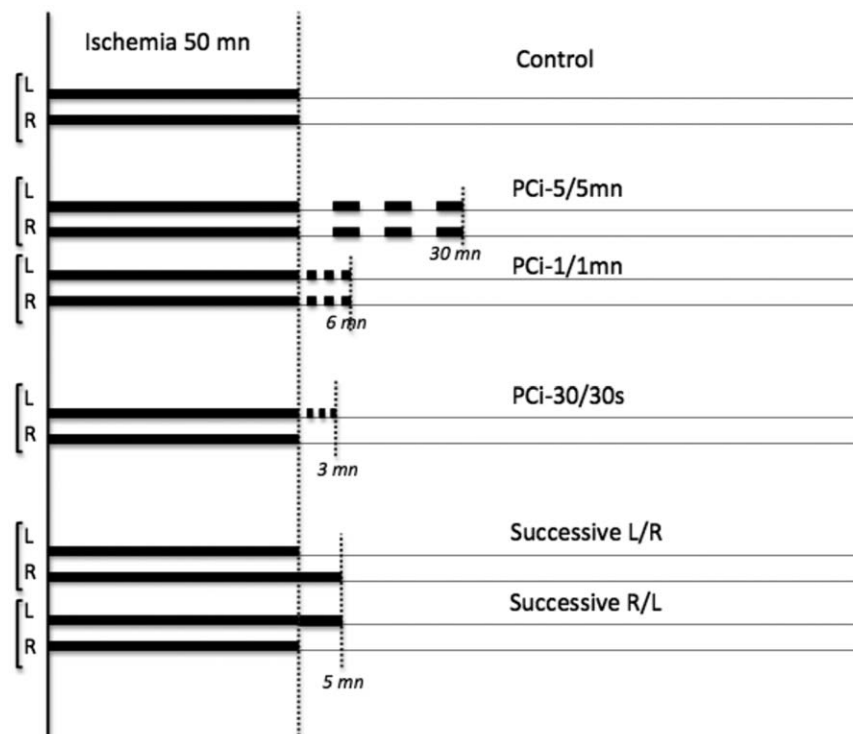 Ischemia 50 mn
Control
L
R
PCi-5/5mn
L
R
30 mn
PCi-1/1mn
L
R
6 mn
PCi-30/30s
L
R
3 mn
Successive L/R
L
R
Successive R/L
L
R
5 mn